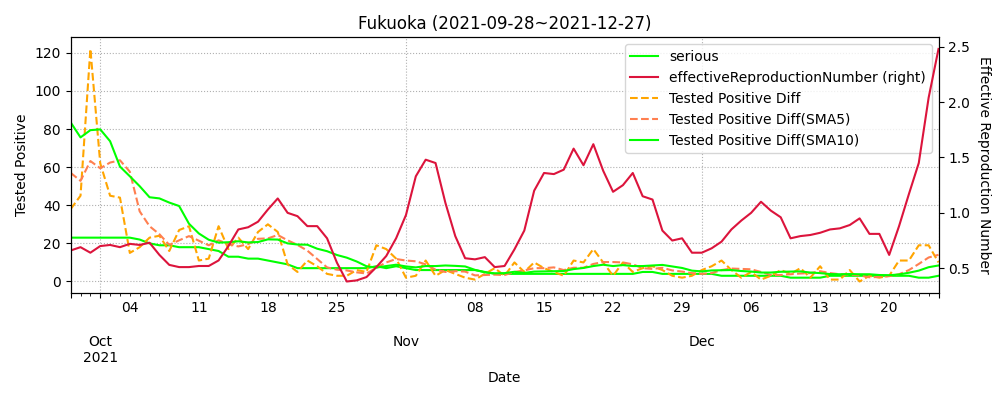 Fukuoka (2021-09-28~2021-12-27)
serious
effectiveReproductionNumber (right)
Tested Positive Diff
Tested Positive Diff(SMA5)
Tested Positive Diff(SMA10)
Tested Positive
120
100
80
60
40
20
0
2.5
2.0
1.5
1.0
0.5
Effective Reproduction Number
04 11 18 25 08 15 22 29 06 13 20
Oct Nov Dec
2021
Date